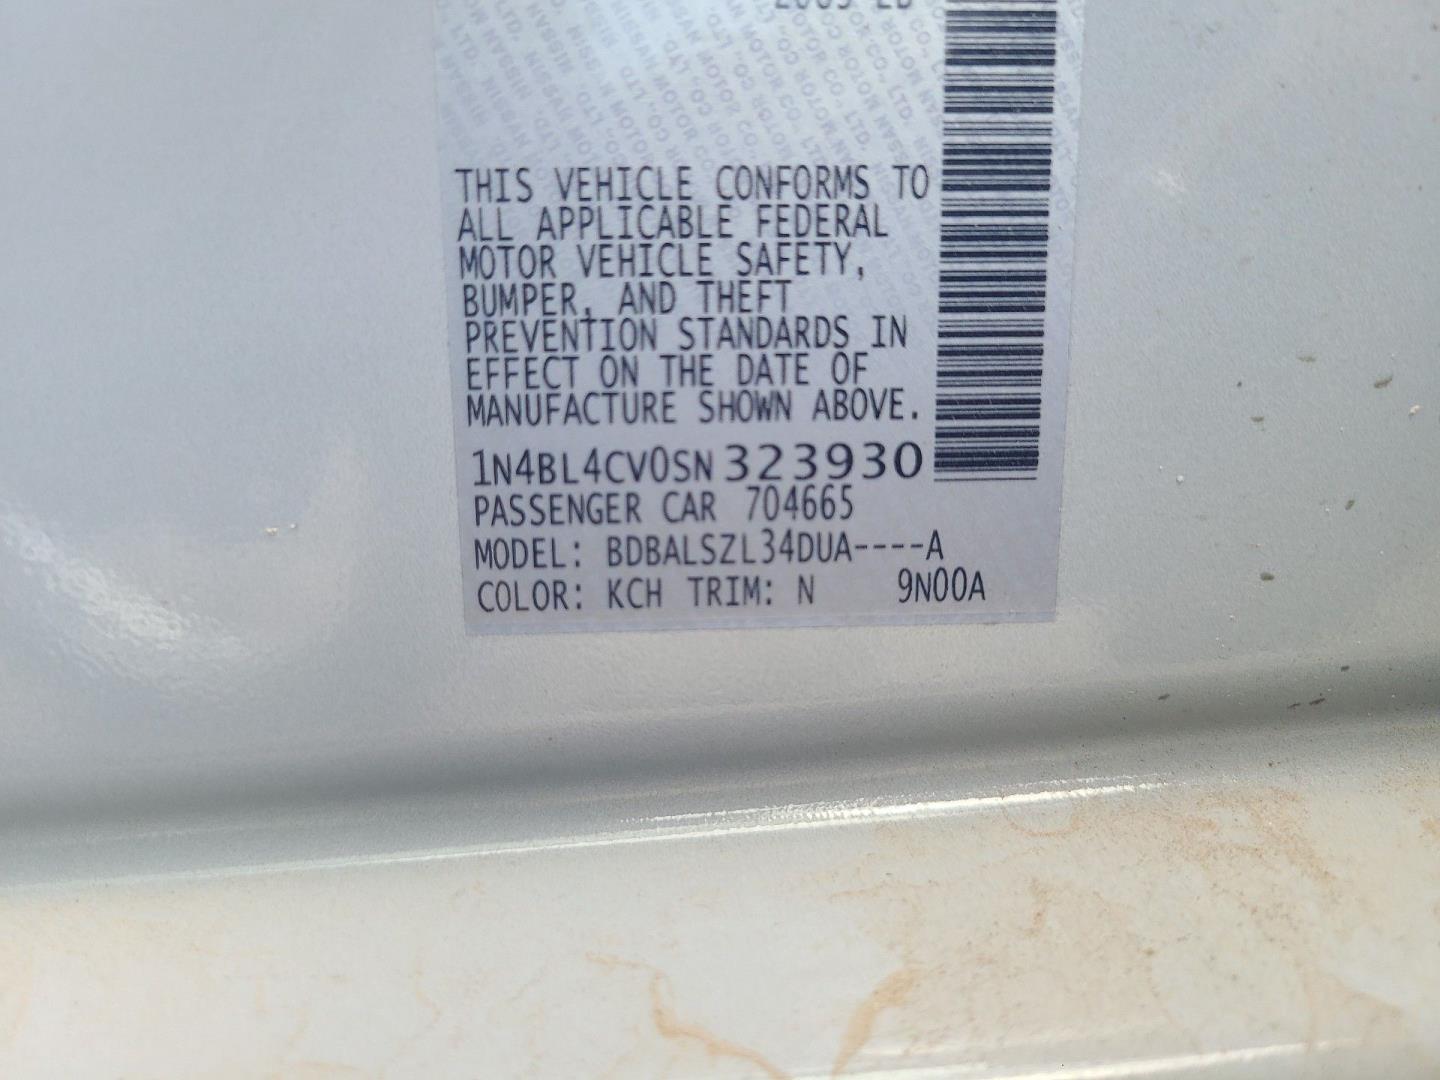 THIS VEHICLE CONFORMS TO
ALL APPLICABLE FEDERAL
MOTOR VEHICLE SAFETY,
BUMPER, AND THEFT
PREVENTION STANDARDS IN
EFFECT ON THE DATE OF
MANUFACTURE SHOWN ABOVE.
1N4BL4CV0SN323930
PASSENGER CAR 704665
MODEL: BDBALSZL34DUA----A
COLOR: KCH TRIM: N 9N00A